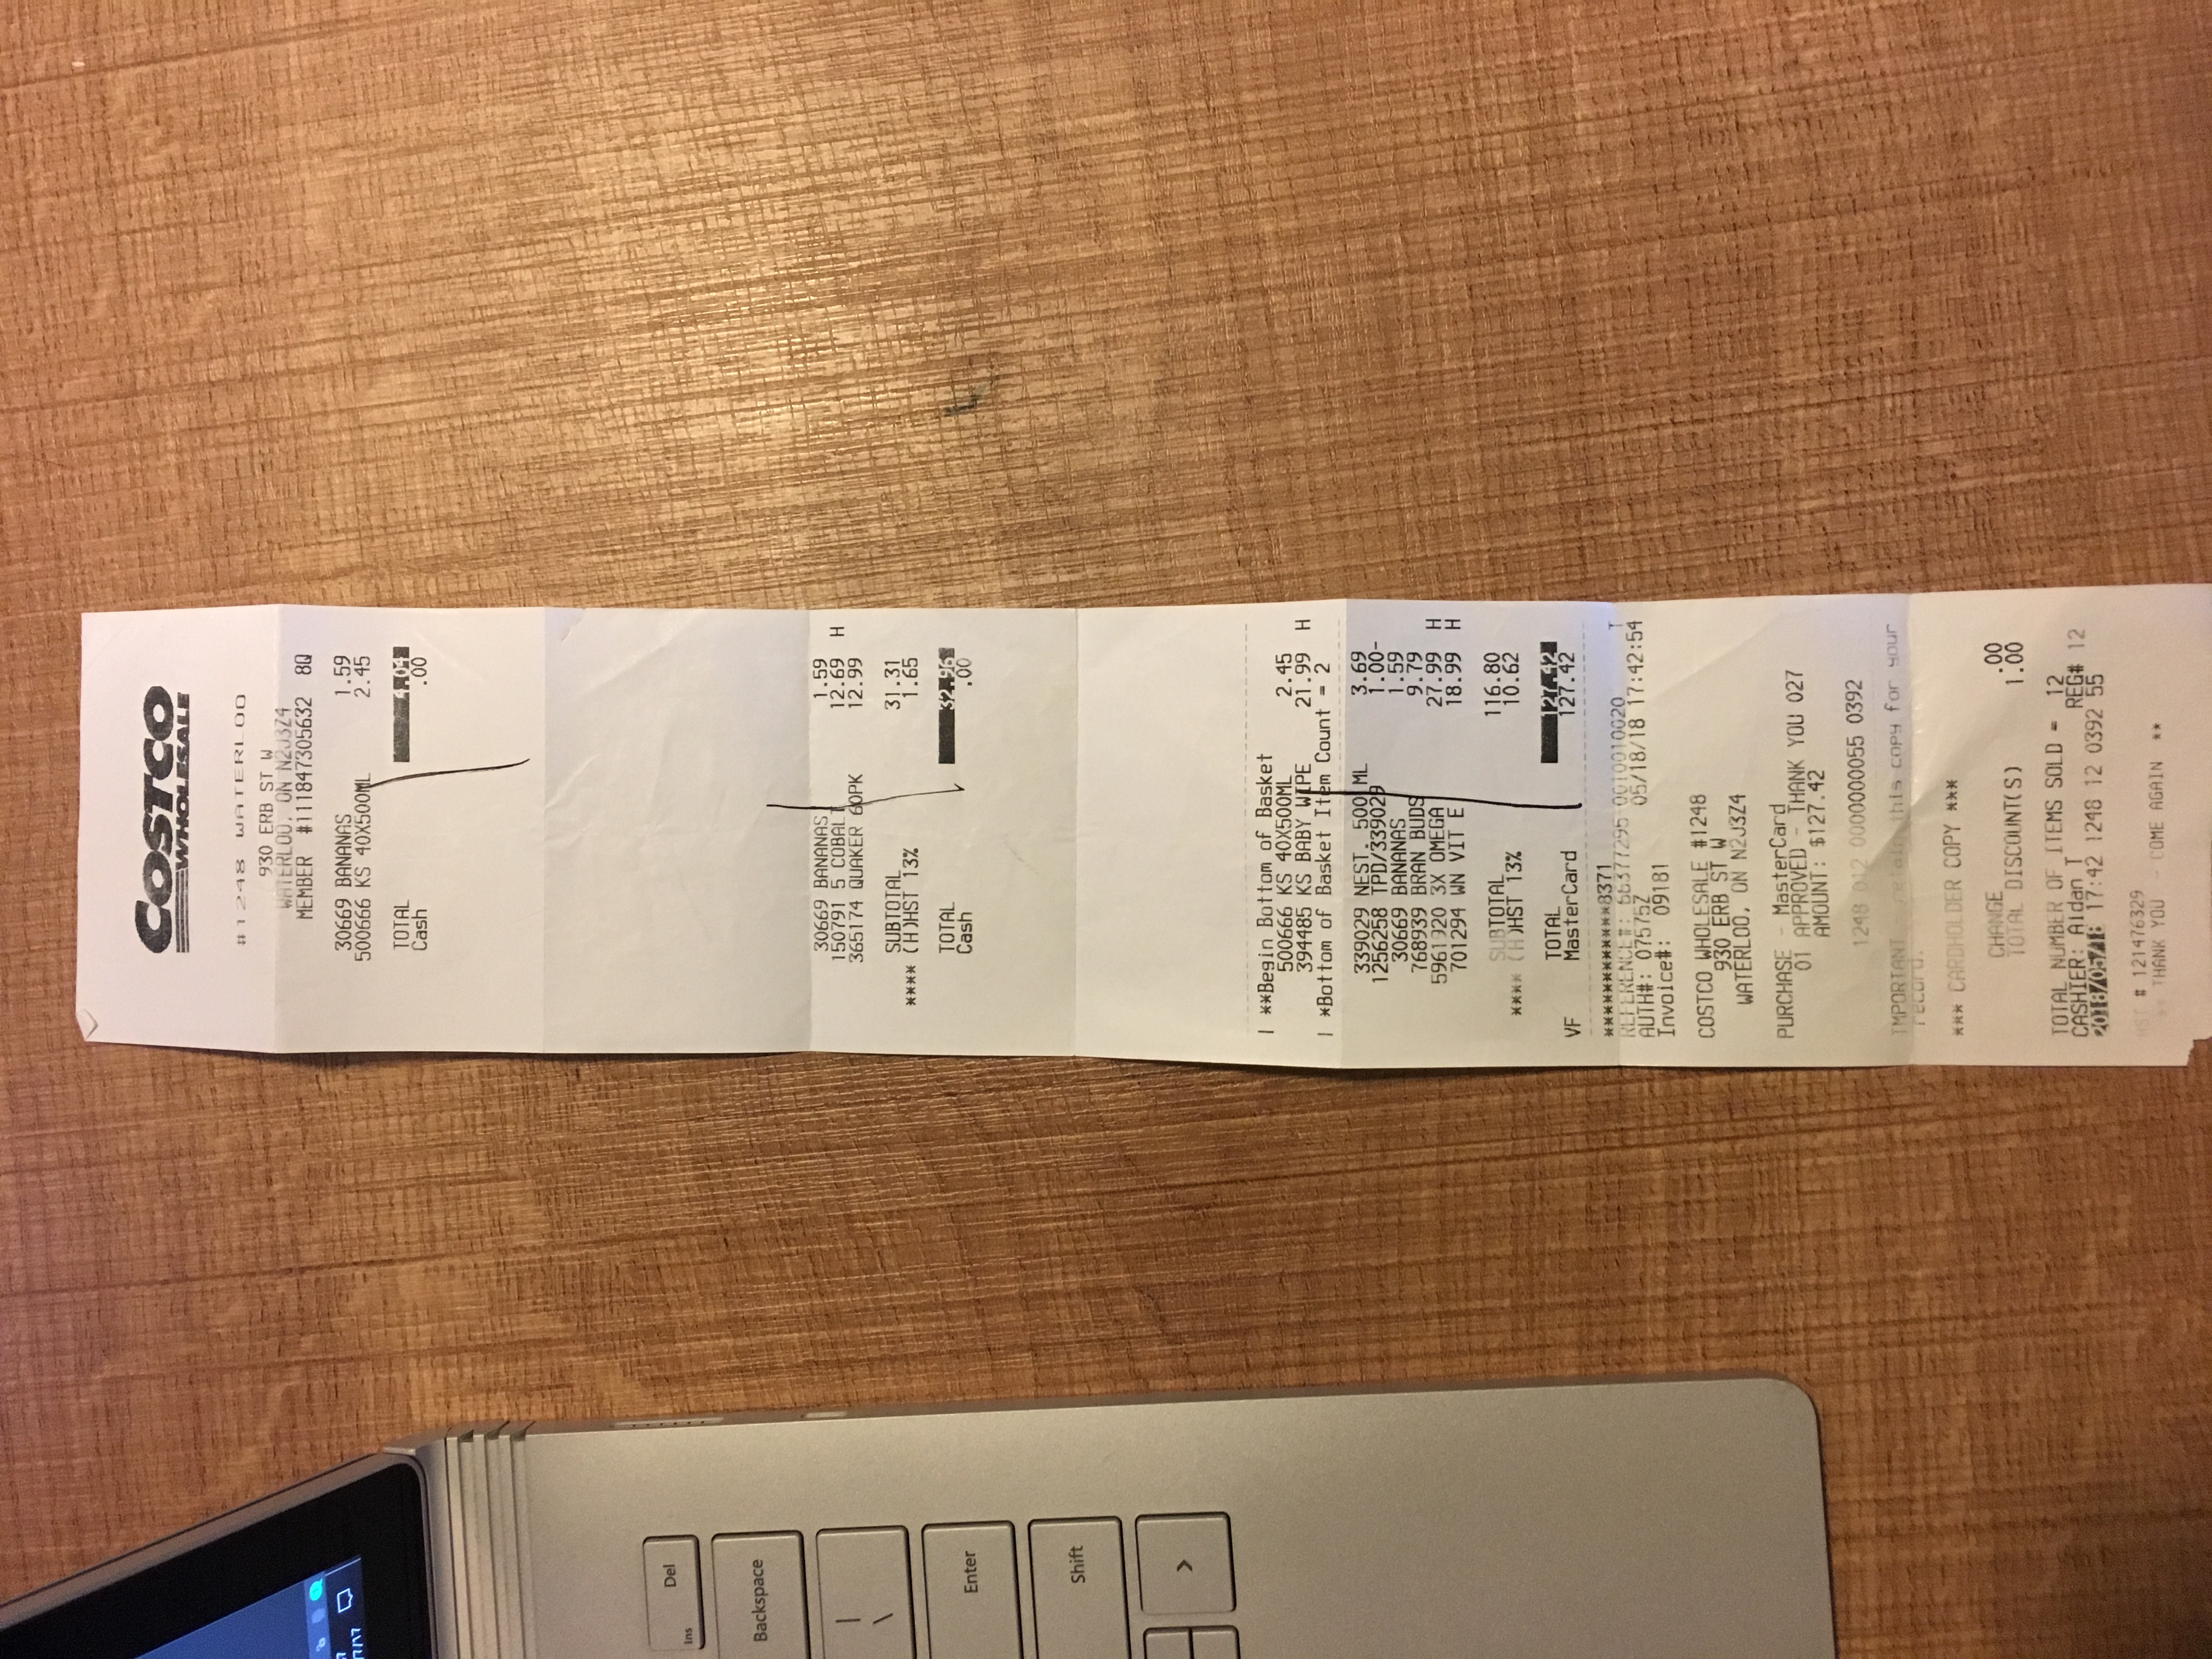 COSTCO
WHOLESALE
#1248 WATERLOO
930 ERB ST W
WATERLOO, ON N2J3Z4
MEMBER #111847305632 8Q
30669 BANANAS 1.59
500666 KS 40X500ML 2.45
TOTAL 4.04
Cash .00
30669 BANANAS 1.59
150791 5 COBALT 12.69 H
365174 QUAKER 60PK 12.99
SUBTOTAL 31.31
**** (H)HST 13% 1.65
TOTAL 32.96
Cash .00
| **Begin Bottom of Basket
500666 KS 40X500ML 2.45
394485 KS BABY WIPE 21.99 H
| *Bottom of Basket Item Count = 2
339029 NEST. 500 ML 3.69
1256258 TPD/339029 1.00-
30669 BANANAS 1.59
768939 BRAN BUDS 9.79
5961920 3X OMEGA 27.99 H
701294 WN VIT E 18.99 H
SUBTOTAL 116.80
**** (H)HST 13% 10.62
TOTAL 127.42
VF MasterCard 127.42
************8371 T
REFERENCE#: 66377295-0010010020
AUTH#: 07575Z 05/18/18 17:42:54
Invoice#: 09181
COSTCO WHOLESALE #1248
930 ERB ST W
WATERLOO, ON N2J3Z4
PURCHASE - MasterCard
01 APPROVED - THANK YOU 027
AMOUNT: $127.42
1248 012 0000000055 0392
IMPORTANT - retain this copy for your
record.
*** CARDHOLDER COPY ***
CHANGE .00
TOTAL DISCOUNT(S) 1.00
TOTAL NUMBER OF ITEMS SOLD = 12
CASHIER: Aidan T REG# 12
2018/05/18 17:42 1248 12 0392 55
# 121476329
THANK YOU - COME AGAIN **
Del
Ins
Backspace
|
\
Enter
Shift